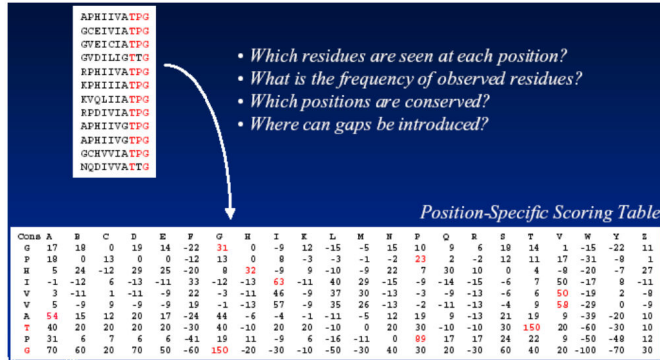 APHIIVATPG
GCEIVIATPG
GVEICIATPG
GVDILIGTTG
RPHIIVATPG
KPHIIIATPG
KVQLIIATPG
RPDIVIATPG
APHIIVGTPG
APHIIVGTPG
GCHVVIATPG
NQDIVVATTG
• Which residues are seen at each position?
• What is the frequency of observed residues?
• Which positions are conserved?
• Where can gaps be introduced?
Position-Specific Scoring Table
Cons A B C D E F G H I K L M N P Q R S T V W Y Z
G 17 18 0 19 14 -22 31 0 -9 12 -15 -5 15 10 9 6 18 14 1 -15 -22 11
P 18 0 13 0 0 -12 13 0 8 -3 -3 -1 -2 23 2 -2 12 11 17 -31 -8 1
H 5 24 -12 29 25 -20 8 32 -9 9 -10 -9 22 7 30 10 0 4 -8 -20 -7 27
I -1 -12 6 -13 -11 33 -12 -13 63 -11 40 29 -15 -9 -14 -15 -6 7 50 -17 8 -11
V 3 -11 1 -11 -9 22 -3 -11 46 -9 37 30 -13 -3 -9 -13 -6 6 50 -19 2 -8
V 5 -9 9 -9 -9 19 -1 -13 57 -9 35 26 -13 -2 -11 -13 -4 9 58 -29 0 -9
A 54 15 12 20 17 -24 44 -6 -4 -1 -11 -5 12 19 9 -13 21 19 9 -39 -20 10
T 40 20 20 20 20 -30 40 -10 20 20 -10 0 20 30 -10 -10 30 150 20 -60 -30 10
P 31 6 7 6 6 -41 19 11 -9 6 -16 -11 0 89 17 17 24 22 9 -50 -48 12
G 70 60 20 70 50 -60 150 -20 -30 -10 -50 -30 40 30 20 -30 60 40 20 -100 -70 30